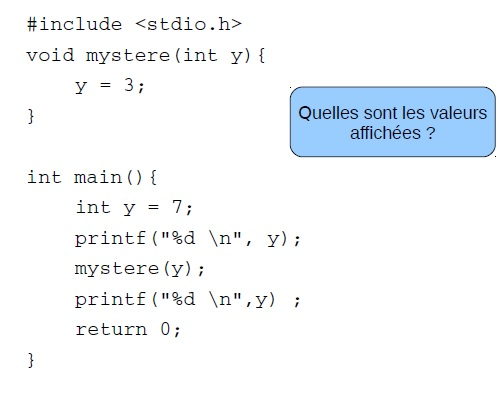 #include <stdio.h>
void mystere(int y){
y = 3;
}
Quelles sont les valeurs
affichées ?
int main(){
int y = 7;
printf("%d \n", y);
mystere(y);
printf("%d \n",y) ;
return 0;
}